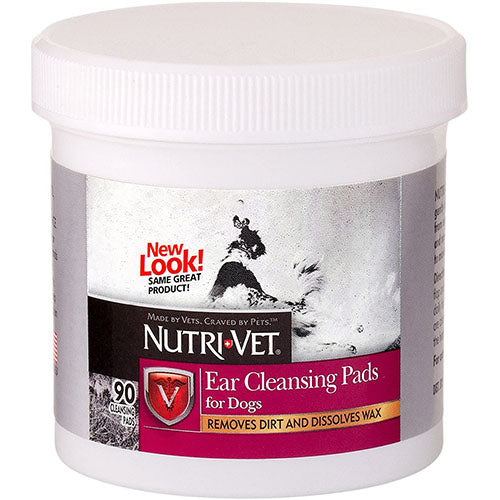 New
Look!
SAME GREAT
PRODUCT!
MADE BY VETS. CRAVED BY PETS.™
NUTRI+VET®
90
CLEANSING
PADS
V
Ear Cleansing Pads
for Dogs
REMOVES DIRT AND DISSOLVES WAX